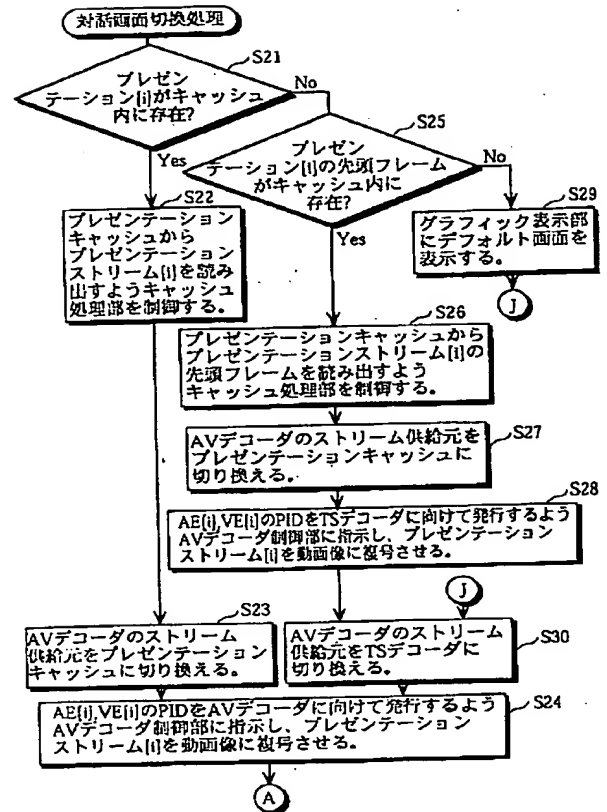 対話画面切換処理
S21
プレゼン
テーション[i]がキャッシュ
内に存在?
No
Yes
S25
プレゼン
テーション[i]の先頭フレーム
がキャッシュ内に
存在?
No
Yes
S22
プレゼンテーション
キャッシュから
プレゼンテーション
ストリーム[i]を読み
出すようキャッシュ
処理部を制御する。
S29
グラフィック表示部
にデフォルト画面を
表示する。
J
S26
プレゼンテーションキャッシュから
プレゼンテーションストリーム[i]の
先頭フレームを読み出すよう
キャッシュ処理部を制御する。
S27
AVデコーダのストリーム供給元を
プレゼンテーションキャッシュに
切り換える。
S28
AE[i],VE[i]のPIDをTSデコーダに向けて発行するよう
AVデコーダ制御部に指示し、プレゼンテーション
ストリーム[i]を動画像に復号させる。
J
S23
AVデコーダのストリーム
供給元をプレゼンテーション
キャッシュに切り換える。
S30
AVデコーダのストリーム
供給元をTSデコーダに
切り換える。
S24
AE[i],VE[i]のPIDをAVデコーダに向けて発行するよう
AVデコーダ制御部に指示し、プレゼンテーション
ストリーム[i]を動画像に複号させる。
A